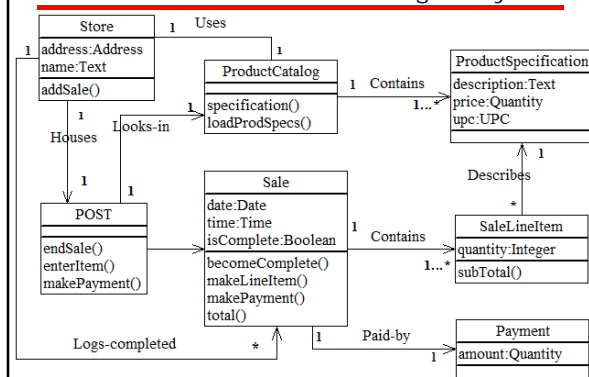 Store
address:Address
name:Text
addSale()
1
Uses
1
1
ProductCatalog
specification()
loadProdSpecs()
1
Contains
1...*
ProductSpecification
description:Text
price:Quantity
upc:UPC
1
Houses
1
Looks-in
1
1
POST
endSale()
enterItem()
makePayment()
Sale
date:Date
time:Time
isComplete:Boolean
becomeComplete()
makeLineItem()
makePayment()
total()
1
Contains
1...*
1
Describes
*
SaleLineItem
quantity:Integer
subTotal()
Logs-completed
*
1
Paid-by
1
Payment
amount:Quantity